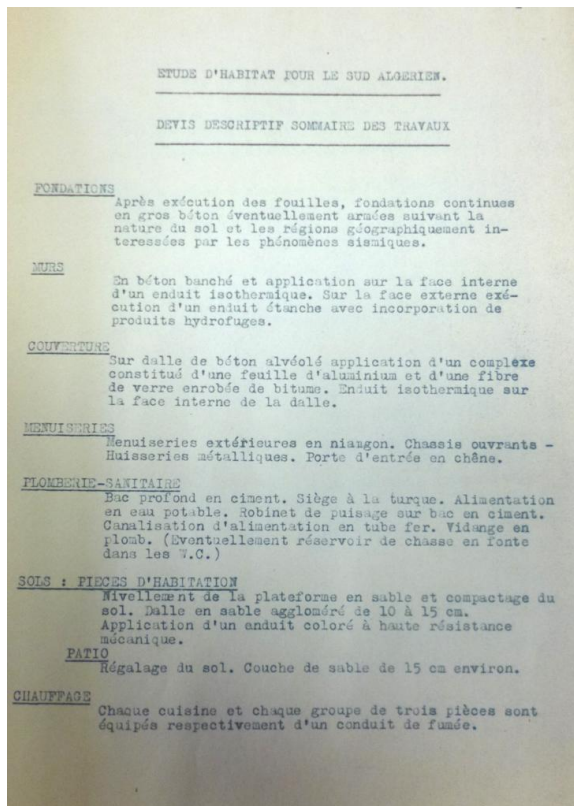 ETUDE D'HABITAT POUR LE SUD ALGERIEN.
DEVIS DESCRIPTIF SOMMAIRE DES TRAVAUX
FONDATIONS
Après exécution des fouilles, fondations continues
en gros béton éventuellement armées suivant la
nature du sol et les régions géographiquement in-
teressées par les phénomènes sismiques.
MURS
En béton banché et application sur la face interne
d'un enduit isothermique. Sur la face externe exé-
cution d'un enduit étanche avec incorporation de
produits hydrofuges.
COUVERTURE
Sur dalle de béton alvéolé application d'un complexe
constitué d'une feuille d'aluminium et d'une fibre
de verre enrobée de bitume. Enduit isothermique sur
la face interne de la dalle.
MENUISERIES
Menuiseries extérieures en niangon. Chassis ouvrants -
Huisseries métalliques. Porte d'entrée en chêne.
PLOMBERIE-SANITAIRE
Bac profond en ciment. Siège à la turque. Alimentation
en eau potable. Robinet de puisage sur bac en ciment.
Canalisation d'alimentation en tube fer. Vidange en
plomb. (Eventuellement réservoir de chasse en fonte
dans les W.C.)
SOLS : PIECES D'HABITATION
Nivellement de la plateforme en sable et compactage du
sol. Dalle en sable aggloméré de 10 à 15 cm.
Application d'un anduit coloré à haute résistance
mécanique.
PATIO
Régalage du sol. Couche de sable de 15 cm environ.
CHAUFFAGE
Chaque cuisine et chaque groupe de trois pièces sont
équipés respectivement d'un conduit de fumée.